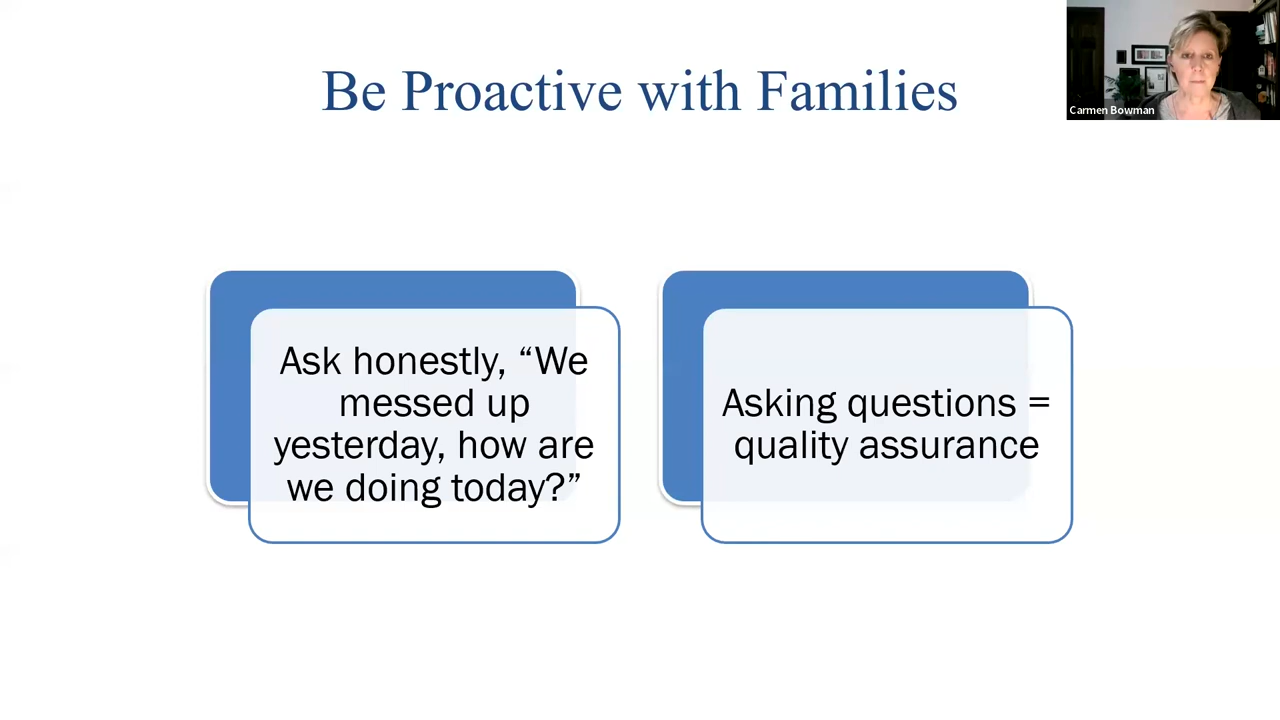 Be Proactive with Families
Carmen Bowman
Ask honestly, “We
messed up
yesterday, how are
we doing today?”
Asking questions =
quality assurance